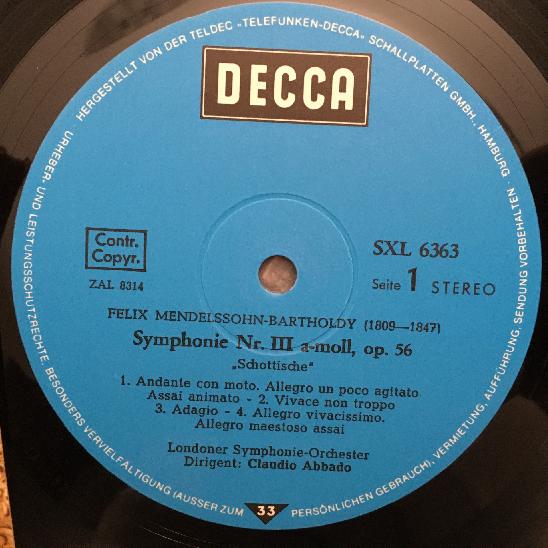 URHEBER- UND LEISTUNGSSCHUTZRECHTE, BESONDERS VERVIELFÄLTIGUNG (AUSSER ZUM PERSÖNLICHEN GEBRAUCH), VERMIETUNG, AUFFÜHRUNG, SENDUNG VORBEHALTEN
· HERGESTELLT VON DER TELDEC »TELEFUNKEN-DECCA« SCHALLPLATTEN GMBH., HAMBURG ·
DECCA
Contr.
Copyr.
ZAL 8314
SXL 6363
Seite 1 STEREO
FELIX MENDELSSOHN-BARTHOLDY (1809—1847)
Symphonie Nr. III a-moll, op. 56
„Schottische“
1. Andante con moto. Allegro un poco agitato
Assai animato - 2. Vivace non troppo
3. Adagio - 4. Allegro vivacissimo.
Allegro maestoso assai
Londoner Symphonie-Orchester
Dirigent: Claudio Abbado
33